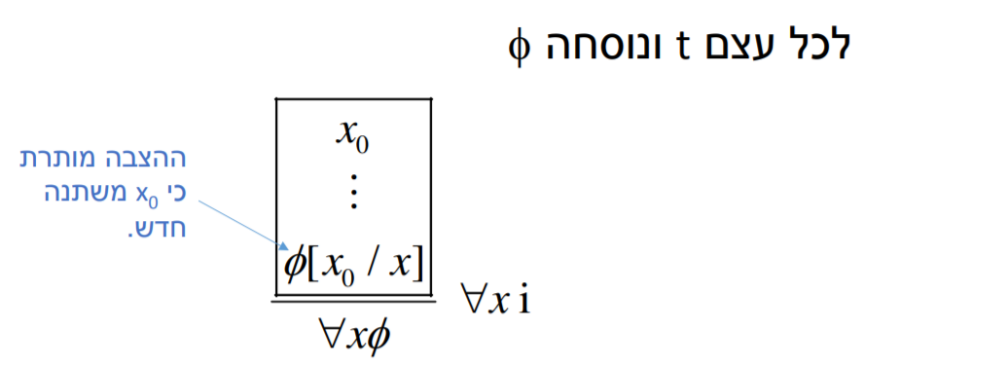 לכל עצם t ונוסחה ϕ
x₀
⋮
ϕ[x₀ / x]
∀x i
∀xϕ
ההצבה מותרת
כי x₀ משתנה
חדש.